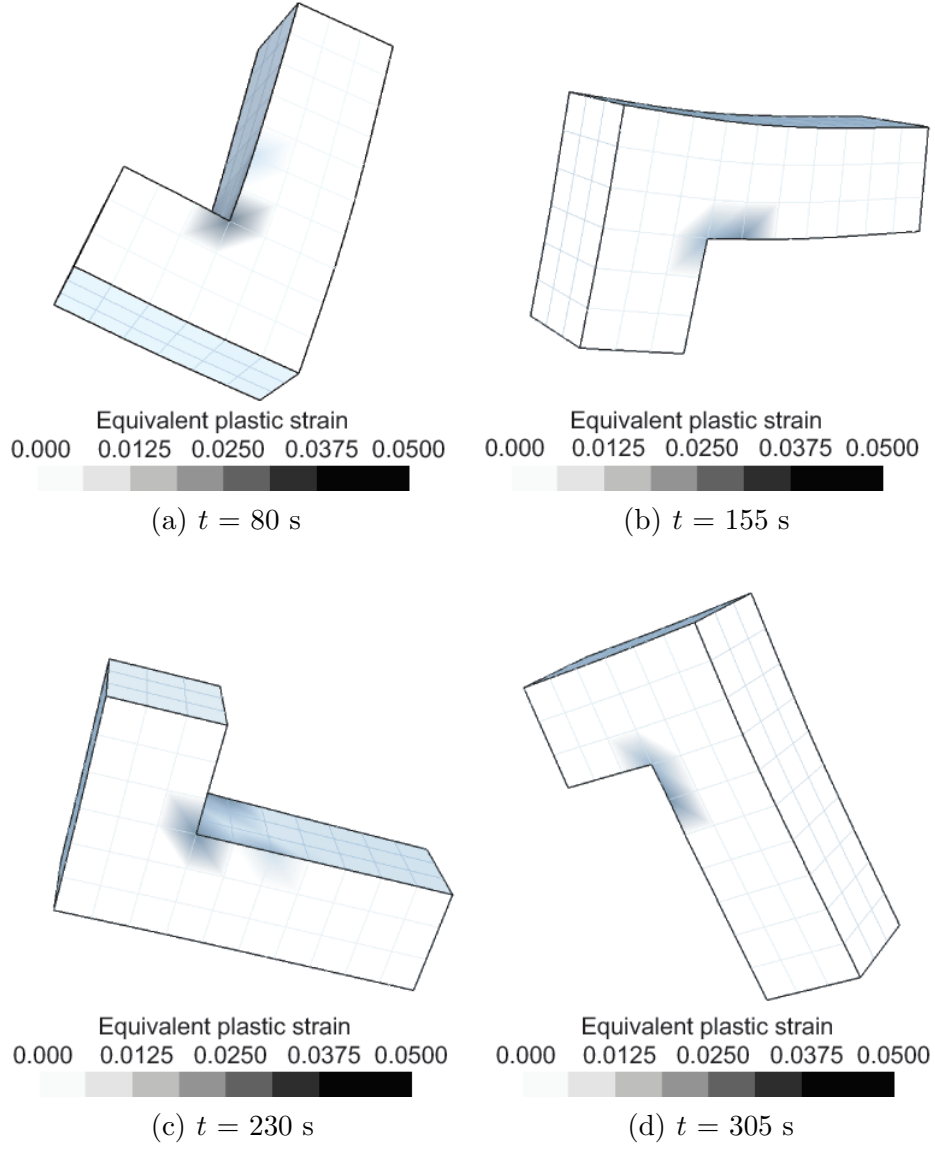 Equivalent plastic strain
0.000 0.0125 0.0250 0.0375 0.0500
(a) t = 80 s
Equivalent plastic strain
0.000 0.0125 0.0250 0.0375 0.0500
(b) t = 155 s
Equivalent plastic strain
0.000 0.0125 0.0250 0.0375 0.0500
(c) t = 230 s
Equivalent plastic strain
0.000 0.0125 0.0250 0.0375 0.0500
(d) t = 305 s